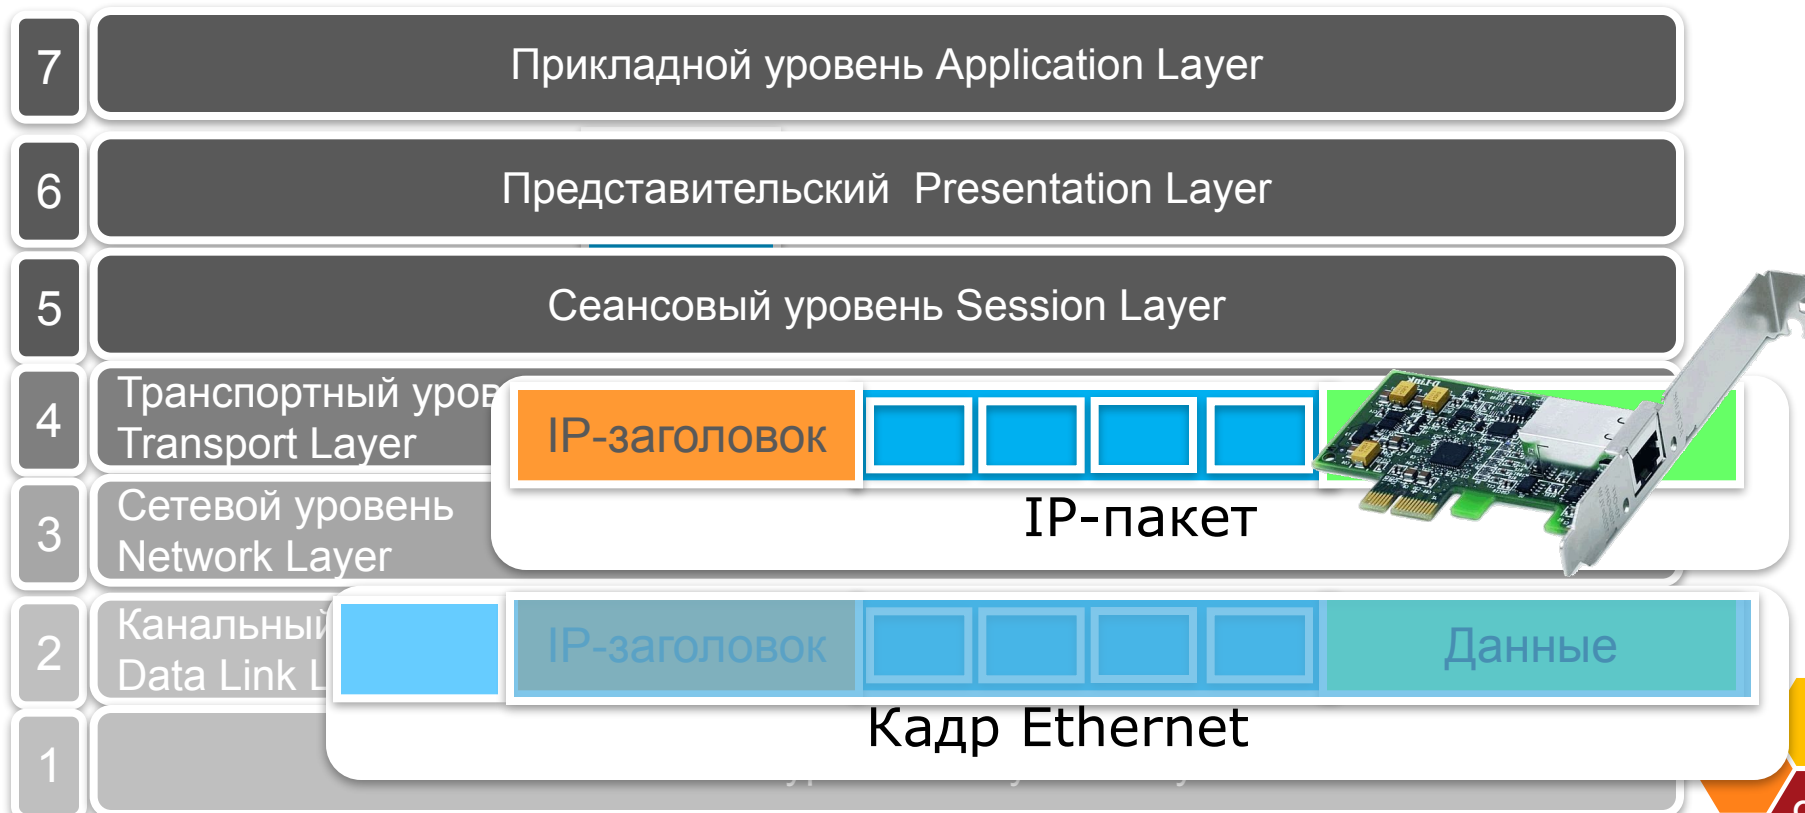 7
Прикладной уровень Application Layer
6
Представительский Presentation Layer
5
Сеансовый уровень Session Layer
4
Транспортный уров
Transport Layer
IP-заголовок
D-Link
IP-пакет
3
Сетевой уровень
Network Layer
2
Канальный
Data Link L
IP-заголовок
Данные
Кадр Ethernet
1